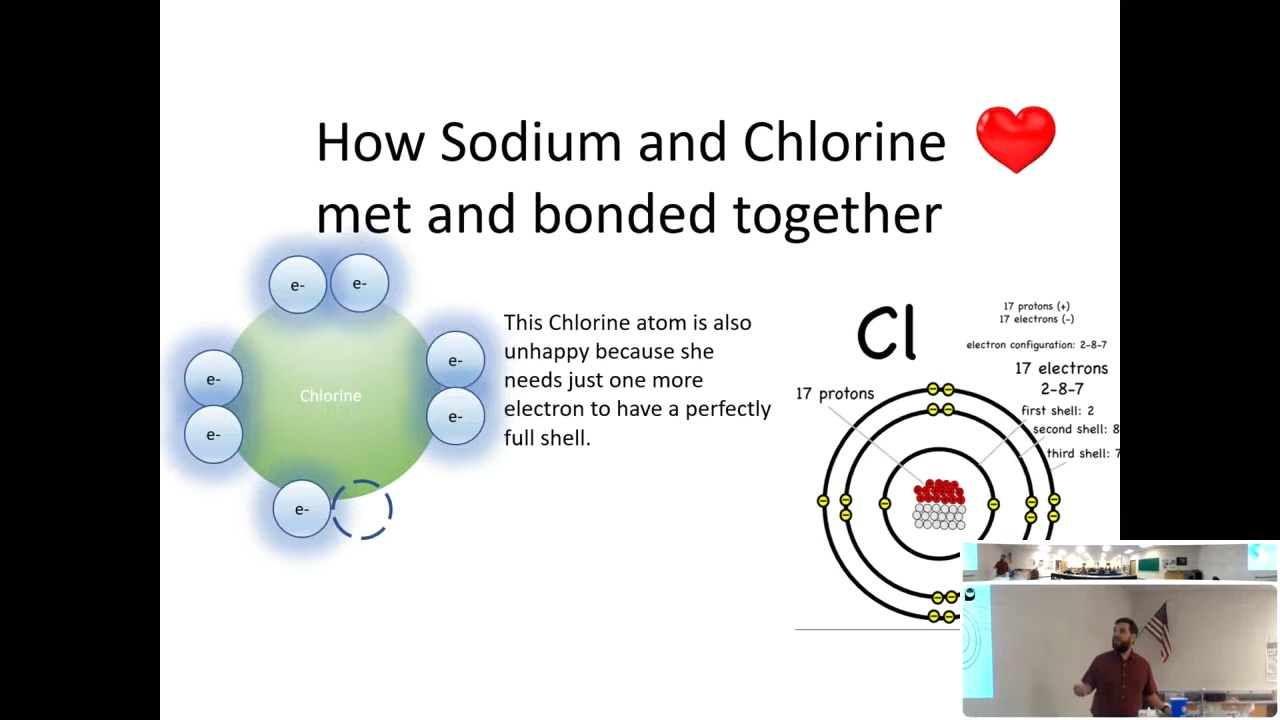 How Sodium and Chlorine
met and bonded together
e-
e-
e-
e-
e-
e-
e-
Chlorine
This Chlorine atom is also
unhappy because she
needs just one more
electron to have a perfectly
full shell.
Cl
17 protons (+)
17 electrons (-)
electron configuration: 2-8-7
17 electrons
2-8-7
17 protons
first shell: 2
second shell: 8
third shell: 7